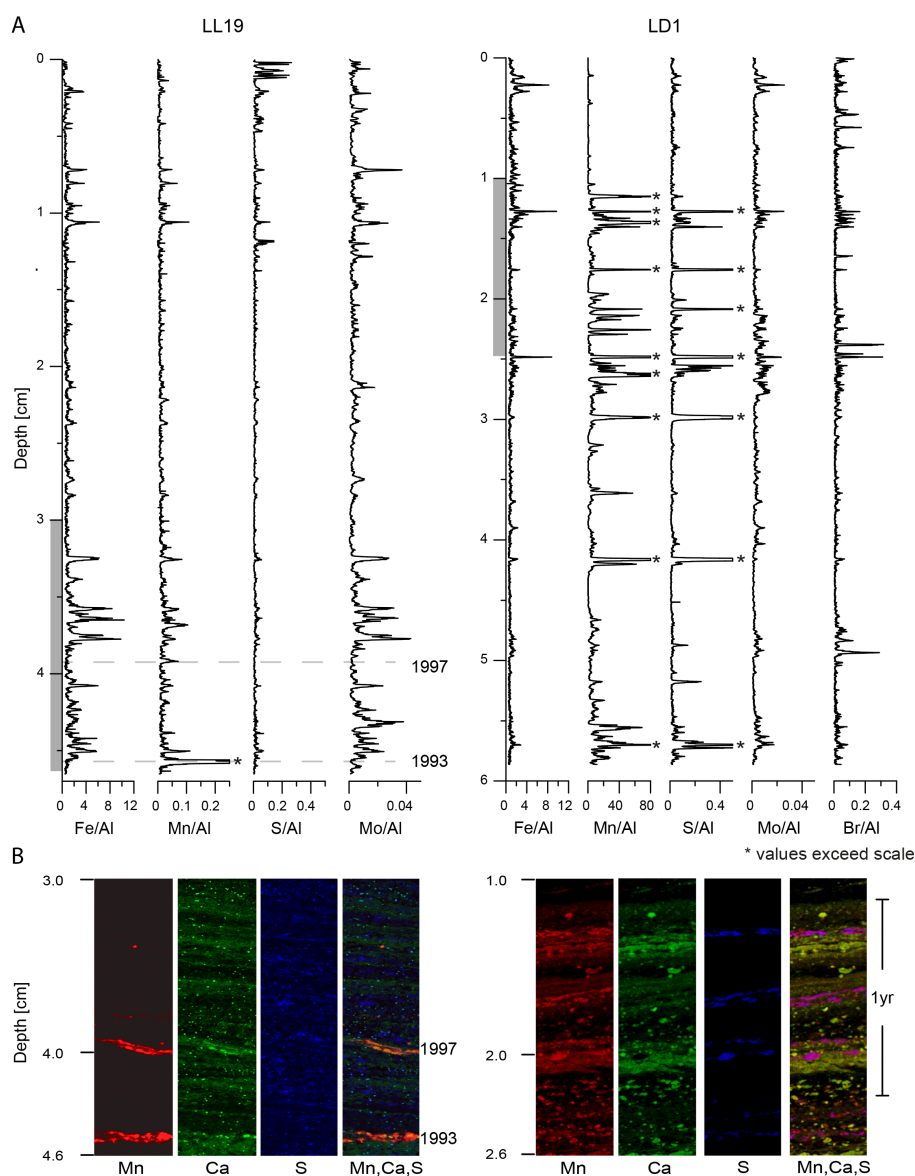 A
LL19
LD1
0
1
2
3
4
Depth [cm]
1997
1993
*
0 4 8 12
0 0.1 0.2
0 0.2 0.4
0 0.04
Fe/Al Mn/Al S/Al Mo/Al
0
1
2
3
4
5
6
* * * * * * * * * *
* * * * * * *
0 4 8 12
0 40 80
0 0.2 0.4
0 0.04
0 0.2 0.4
Fe/Al Mn/Al S/Al Mo/Al Br/Al
* values exceed scale
B
3.0
4.0
4.6
Depth [cm]
1997
1993
Mn Ca S Mn,Ca,S
1.0
2.0
2.6
1yr
Mn Ca S Mn,Ca,S